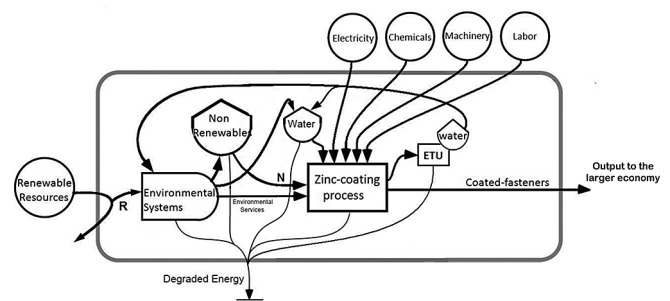 Electricity
Chemicals
Machinery
Labor
Non
Renewables
Water
water
ETU
Renewable
Resources
R
Environmental
Systems
N
Environmental
Services
Zinc-coating
process
Coated-fasteners
Output to the
larger economy
Degraded Energy